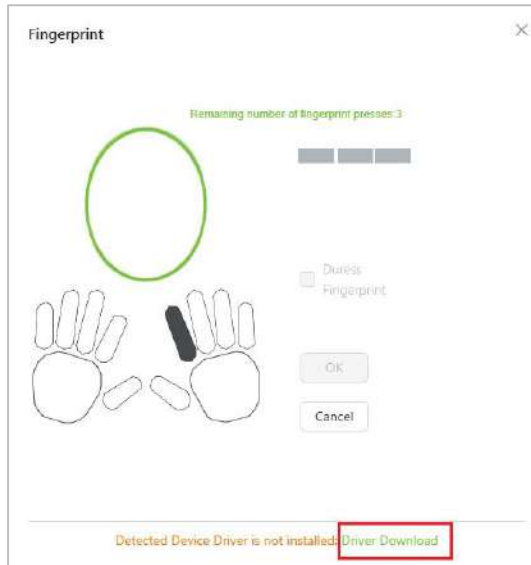 Fingerprint
Remaining number of fingerprint presses:3
Duress
Fingerprint
OK
Cancel
Detected Device Driver is not installed: Driver Download